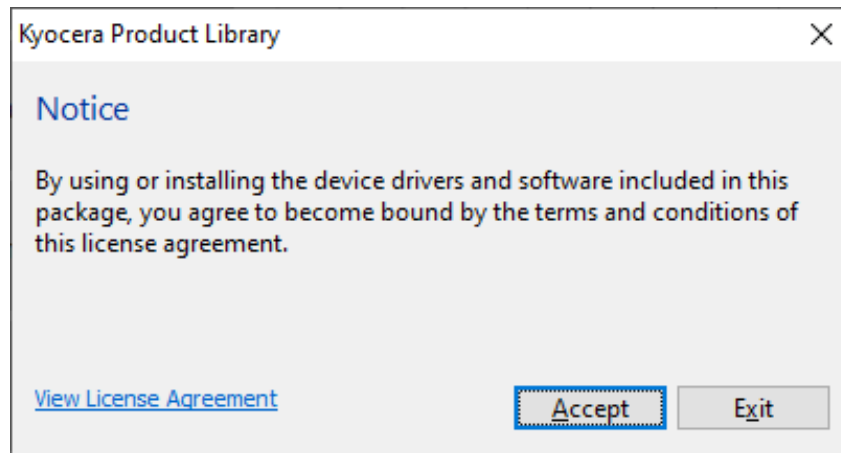 Kyocera Product Library
Notice
By using or installing the device drivers and software included in this
package, you agree to become bound by the terms and conditions of
this license agreement.
View License Agreement
Accept
Exit